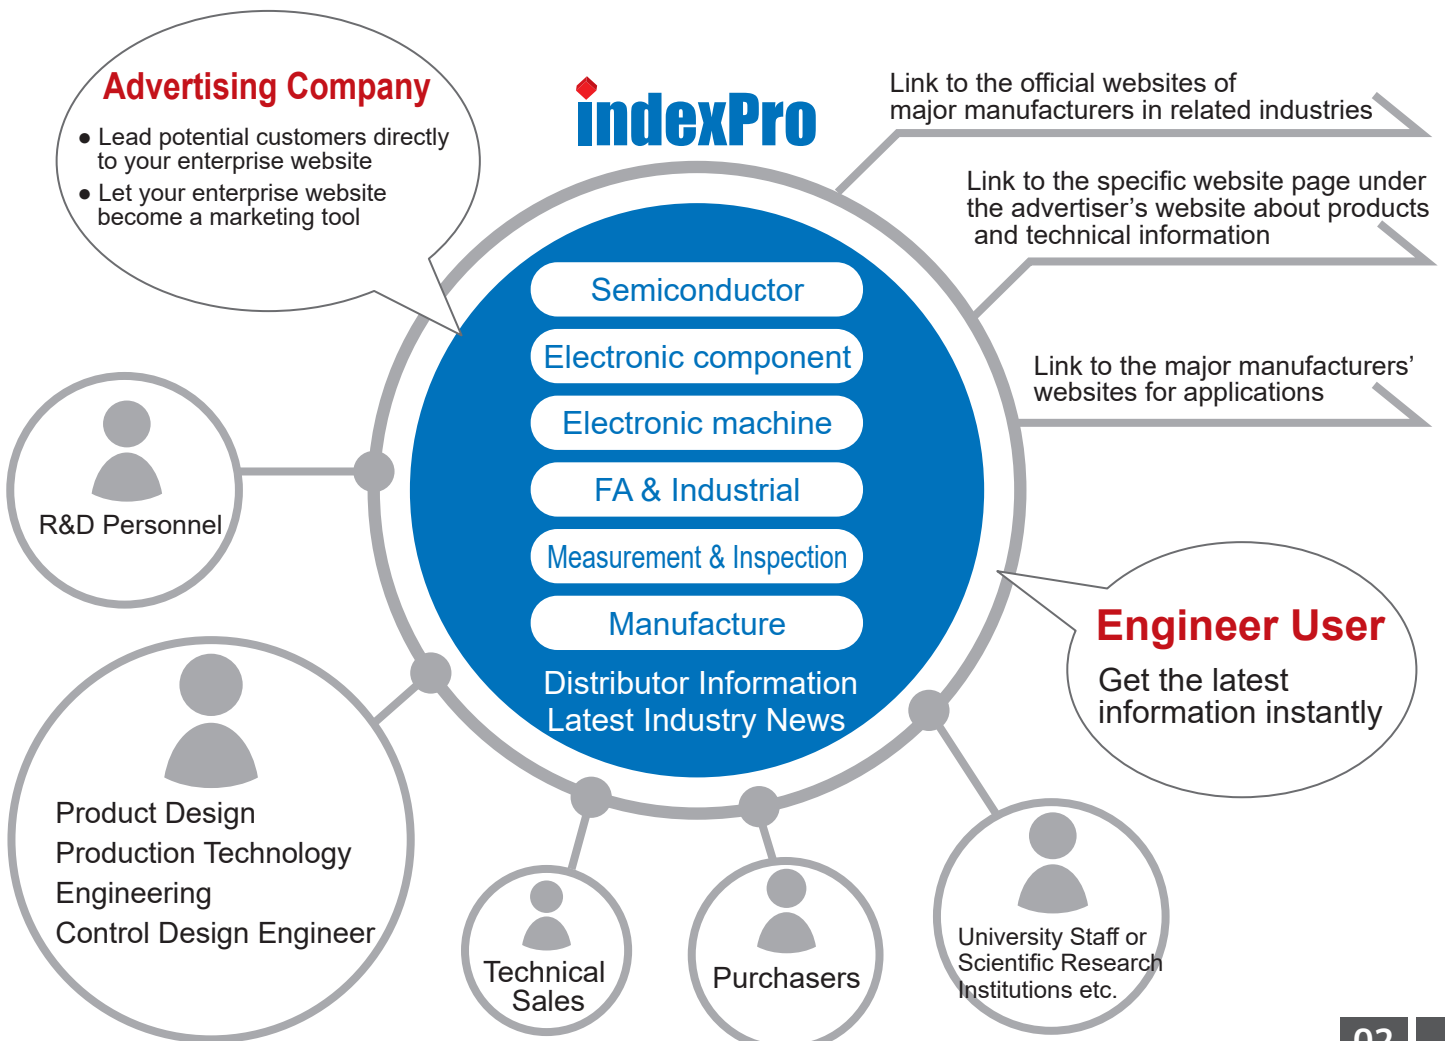 Advertising Company
● Lead potential customers directly
to your enterprise website
● Let your enterprise website
become a marketing tool
indexPro
Link to the official websites of
major manufacturers in related industries
Link to the specific website page under
the advertiser’s website about products
and technical information
Link to the major manufacturers’
websites for applications
Semiconductor
Electronic component
Electronic machine
FA & Industrial
Measurement & Inspection
Manufacture
Distributor Information
Latest Industry News
R&D Personnel
Engineer User
Get the latest
information instantly
Product Design
Production Technology
Engineering
Control Design Engineer
Technical
Sales
Purchasers
University Staff or
Scientific Research
Institutions etc.
02